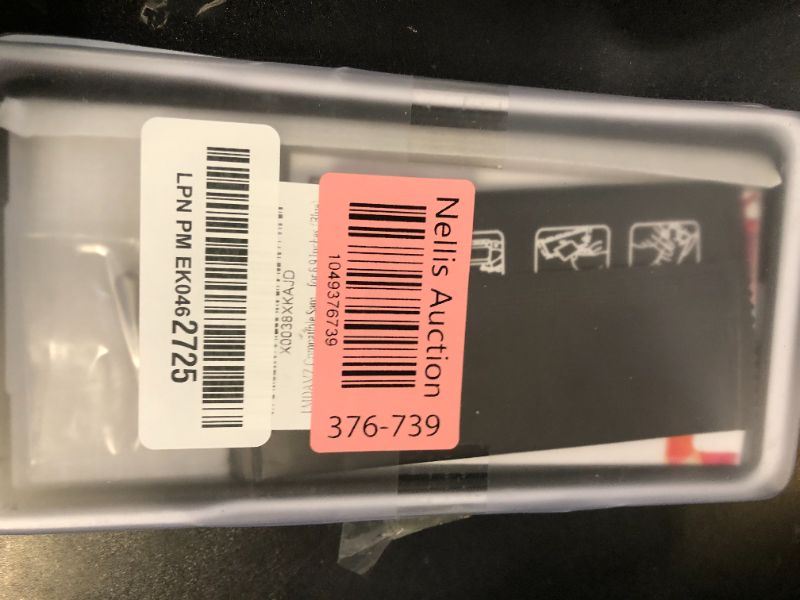 LPN PM EK0462725
X0038XKAJD
Nellis Auction
1049376739
376-739